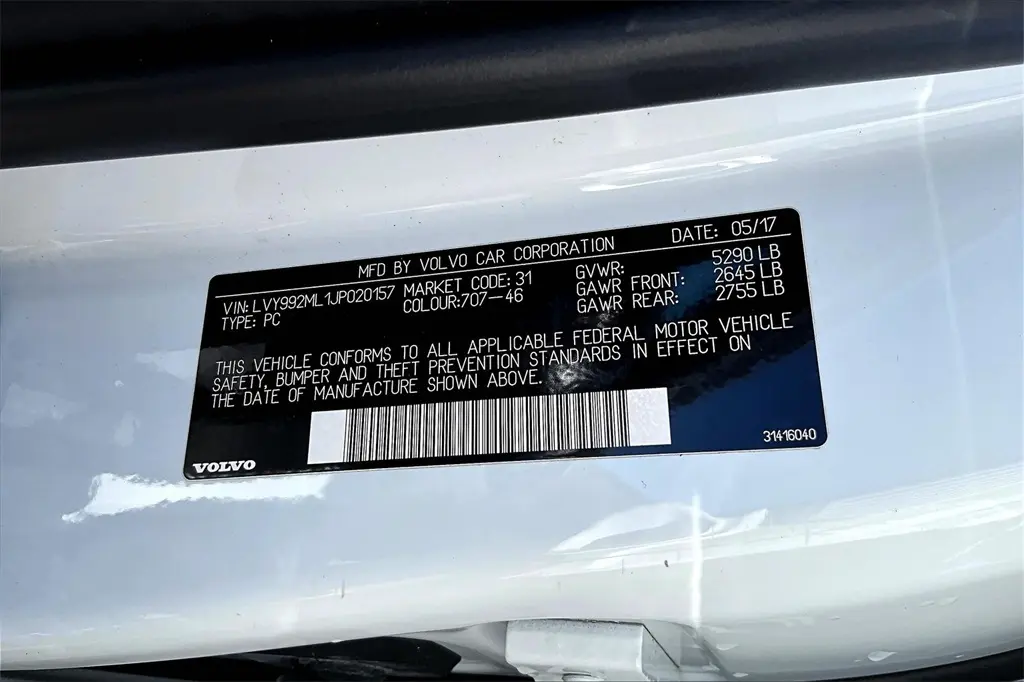 MFD BY VOLVO CAR CORPORATION DATE: 05/17
VIN: LVY992ML1JP020157 MARKET CODE: 31 GVWR: 5290 LB
TYPE: PC COLOUR:707-46 GAWR FRONT: 2645 LB
GAWR REAR: 2755 LB
THIS VEHICLE CONFORMS TO ALL APPLICABLE FEDERAL MOTOR VEHICLE
SAFETY, BUMPER AND THEFT PREVENTION STANDARDS IN EFFECT ON
THE DATE OF MANUFACTURE SHOWN ABOVE.
VOLVO 31416040